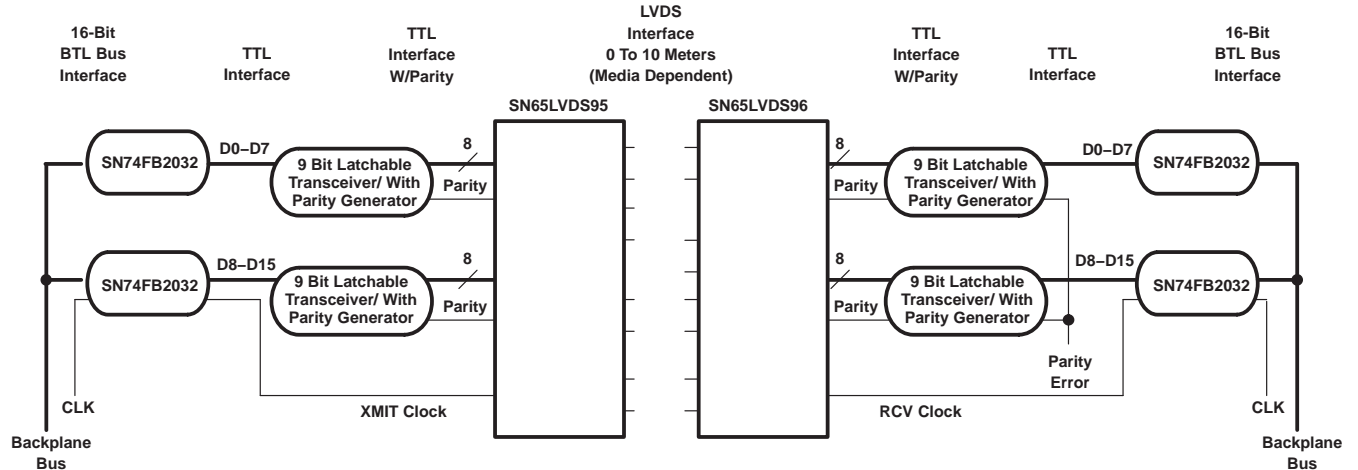 16-Bit
BTL Bus
Interface
TTL
Interface
TTL
Interface
W/Parity
LVDS
Interface
0 To 10 Meters
(Media Dependent)
TTL
Interface
W/Parity
TTL
Interface
16-Bit
BTL Bus
Interface
SN65LVDS95
SN65LVDS96
SN74FB2032
D0–D7
9 Bit Latchable
Transceiver/ With
Parity Generator
8
Parity
8
Parity
9 Bit Latchable
Transceiver/ With
Parity Generator
D0–D7
SN74FB2032
SN74FB2032
D8–D15
9 Bit Latchable
Transceiver/ With
Parity Generator
8
Parity
8
Parity
9 Bit Latchable
Transceiver/ With
Parity Generator
D8–D15
SN74FB2032
Parity
Error
CLK
XMIT Clock
RCV Clock
CLK
Backplane
Bus
Backplane
Bus